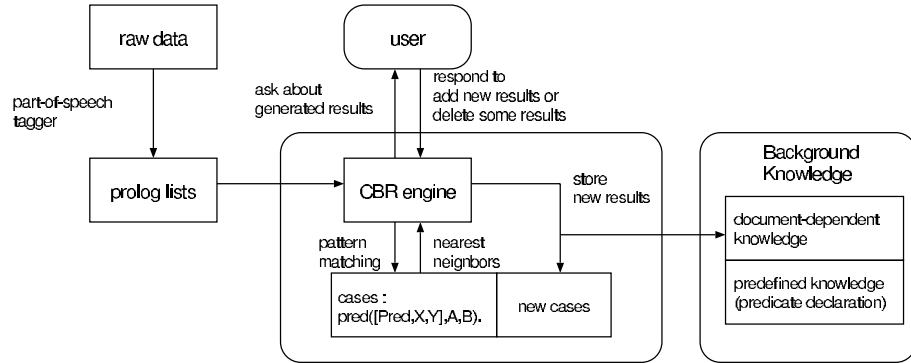 raw data
user
part-of-speech
tagger
ask about
generated results
respond to
add new results or
delete some results
prolog lists
CBR engine
store
new results
pattern
matching
nearest
neighbors
cases :
pred([Pred,X,Y],A,B).
new cases
Background
Knowledge
document-dependent
knowledge
predefined knowledge
(predicate declaration)